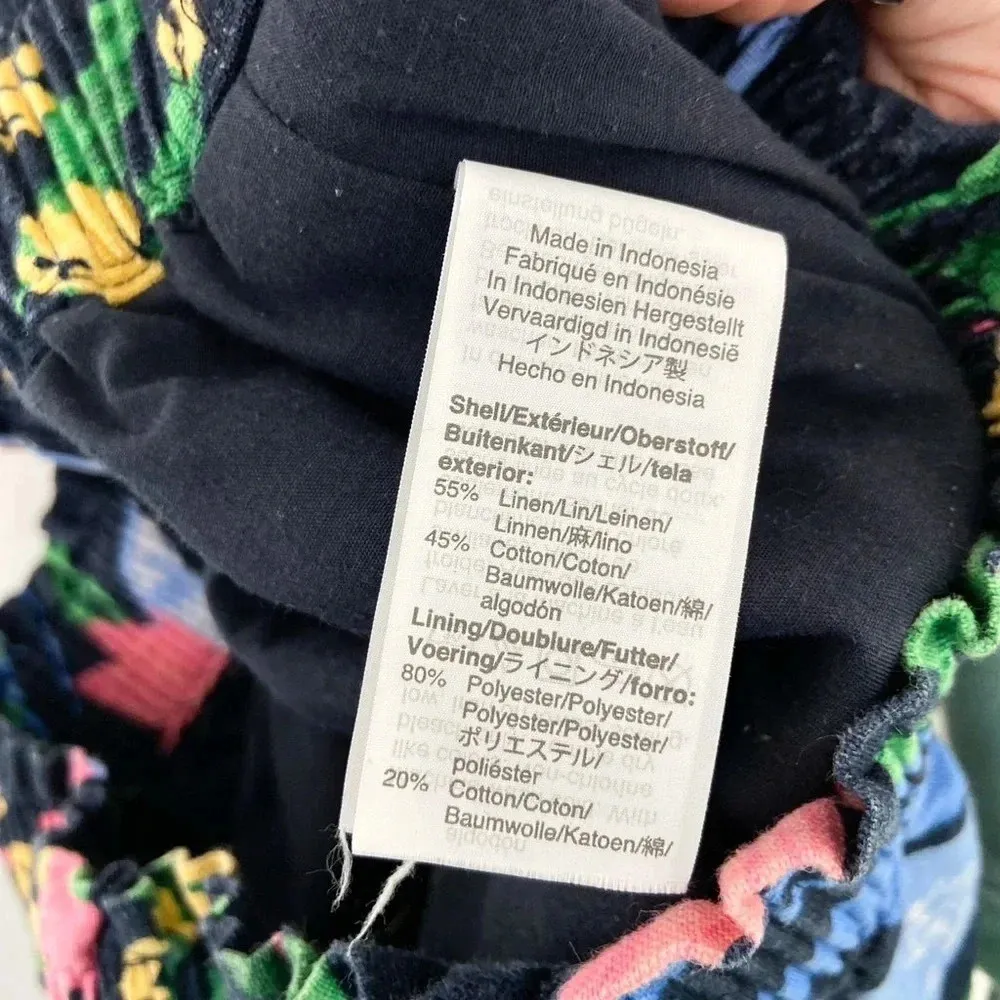 Made in Indonesia
Fabriqué en Indonésie
In Indonesien Hergestellt
Vervaardigd in Indonesië
インドネシア製
Hecho en Indonesia
Shell/Extérieur/Oberstoff/
Buitenkant/シェル/tela
exterior:
55% Linen/Lin/Leinen/
Linnen/麻/lino
45% Cotton/Coton/
Baumwolle/Katoen/綿/
algodón
Lining/Doublure/Futter/
Voering/ライニング/forro:
80% Polyester/Polyester/
Polyester/Polyester/
ポリエステル/
poliéster
20% Cotton/Coton/
Baumwolle/Katoen/綿/
algodón